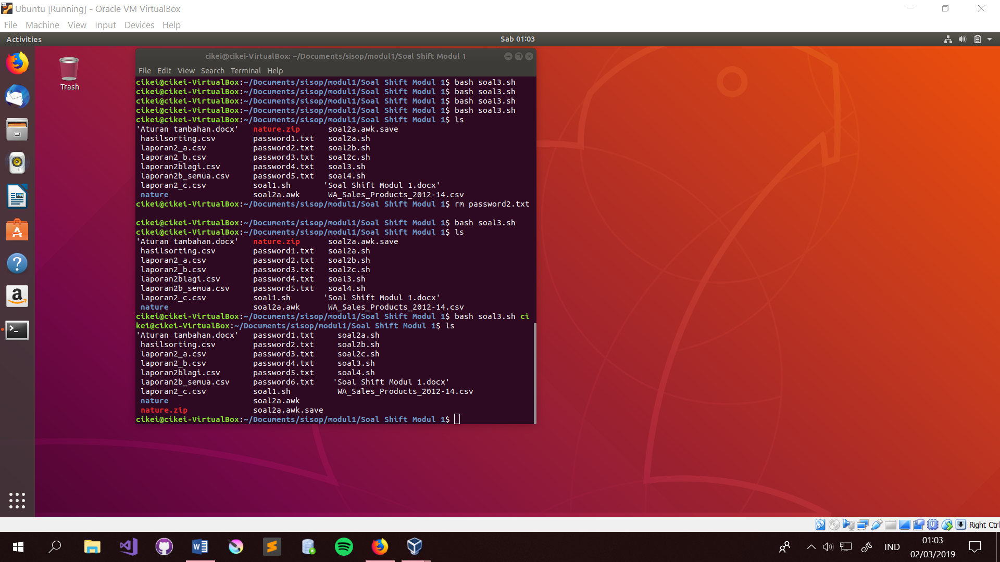 Ubuntu [Running] - Oracle VM VirtualBox
File Machine View Input Devices Help
Activities
Sab 01:03
Trash
cikei@cikei-VirtualBox: ~/Documents/sisop/modul1/Soal Shift Modul 1
File Edit View Search Terminal Help
cikei@cikei-VirtualBox:~/Documents/sisop/modul1/Soal Shift Modul 1$ bash soal3.sh
cikei@cikei-VirtualBox:~/Documents/sisop/modul1/Soal Shift Modul 1$ bash soal3.sh
cikei@cikei-VirtualBox:~/Documents/sisop/modul1/Soal Shift Modul 1$ bash soal3.sh
cikei@cikei-VirtualBox:~/Documents/sisop/modul1/Soal Shift Modul 1$ bash soal3.sh
cikei@cikei-VirtualBox:~/Documents/sisop/modul1/Soal Shift Modul 1$ ls
'Aturan tambahan.docx' nature.zip soal2a.awk.save
hasilsorting.csv password1.txt soal2a.sh
laporan2_a.csv password2.txt soal2b.sh
laporan2_b.csv password3.txt soal2c.sh
laporan2blagi.csv password4.txt soal3.sh
laporan2b_semua.csv password5.txt soal4.sh
laporan2_c.csv soal1.sh 'Soal Shift Modul 1.docx'
nature soal2a.awk WA_Sales_Products_2012-14.csv
cikei@cikei-VirtualBox:~/Documents/sisop/modul1/Soal Shift Modul 1$ rm password2.txt
cikei@cikei-VirtualBox:~/Documents/sisop/modul1/Soal Shift Modul 1$ bash soal3.sh
cikei@cikei-VirtualBox:~/Documents/sisop/modul1/Soal Shift Modul 1$ ls
'Aturan tambahan.docx' nature.zip soal2a.awk.save
hasilsorting.csv password1.txt soal2a.sh
laporan2_a.csv password2.txt soal2b.sh
laporan2_b.csv password3.txt soal2c.sh
laporan2blagi.csv password4.txt soal3.sh
laporan2b_semua.csv password5.txt soal4.sh
laporan2_c.csv soal1.sh 'Soal Shift Modul 1.docx'
nature soal2a.awk WA_Sales_Products_2012-14.csv
cikei@cikei-VirtualBox:~/Documents/sisop/modul1/Soal Shift Modul 1$ bash soal3.sh ci
kei@cikei-VirtualBox:~/Documents/sisop/modul1/Soal Shift Modul 1$ ls
'Aturan tambahan.docx' password1.txt soal2a.sh
hasilsorting.csv password2.txt soal2b.sh
laporan2_a.csv password3.txt soal2c.sh
laporan2_b.csv password4.txt soal3.sh
laporan2blagi.csv password5.txt soal4.sh
laporan2b_semua.csv password6.txt 'Soal Shift Modul 1.docx'
laporan2_c.csv soal1.sh WA_Sales_Products_2012-14.csv
nature soal2a.awk
nature.zip soal2a.awk.save
cikei@cikei-VirtualBox:~/Documents/sisop/modul1/Soal Shift Modul 1$
Right Ctrl
IND
01:03
02/03/2019